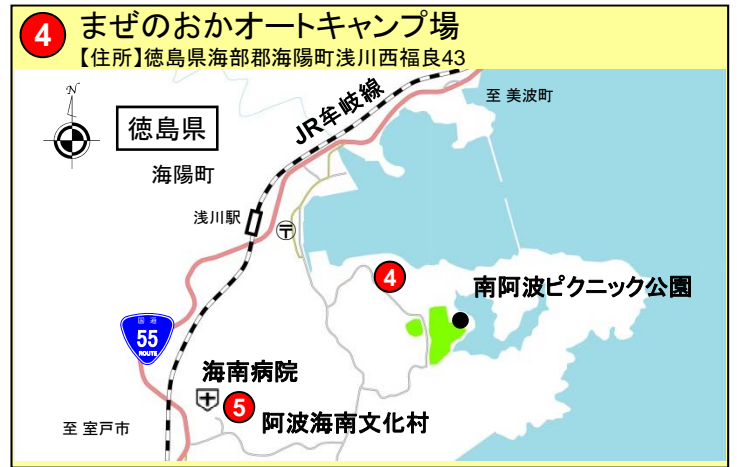 4 まぜのおかオートキャンプ場
【住所】徳島県海部郡海陽町浅川西福良43
N
徳島県
海陽町
JR牟岐線
至 美波町
浅川駅
〒
4
南阿波ピクニック公園
国道
55
ROUTE
海南病院
5
阿波海南文化村
至 室戸市